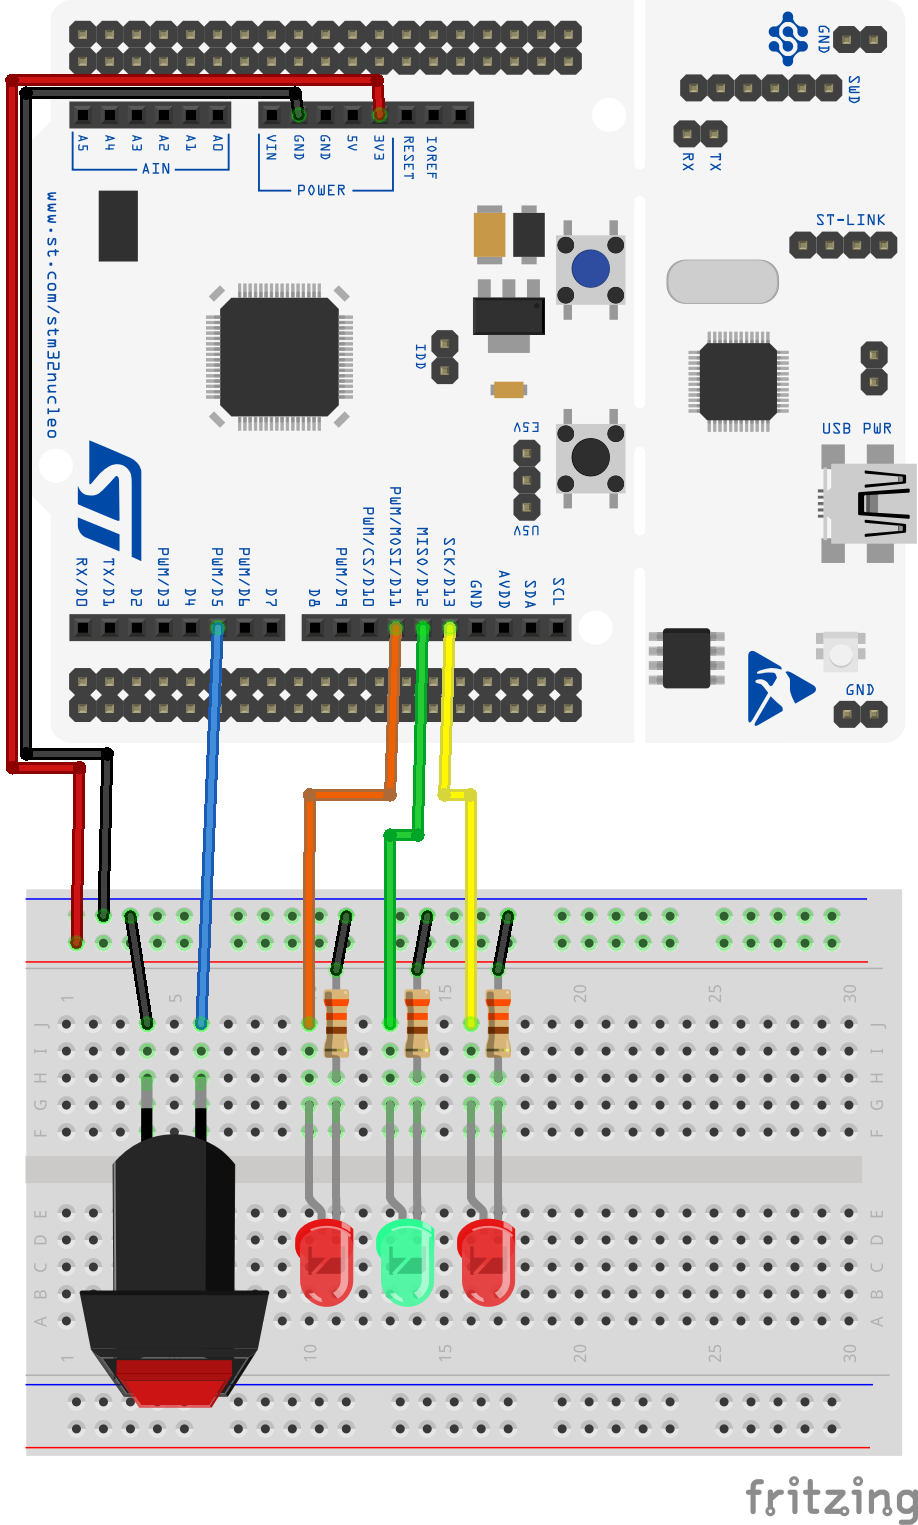 GND
SWD
A5 A4 A3 A2 A1 A0
AIN
VIN GND GND 5V 3V3 RESET IOREF
POWER
RX TX
www.st.com/stm32nucleo
ST-LINK
IDD
E5V
U5V
USB PWR
ST
RX/D0 TX/D1 D2 PWM/D3 D4 PWM/D5 PWM/D6 D7
D8 PWM/D9 PWM/CS/D10 PWM/MOSI/D11 MISO/D12 SCK/D13 GND AVDD SDA SCL
GND
1 5 15 20 25 30
J J
I I
H H
G G
F F
E E
D D
C C
B B
A A
1 10 15 20 25 30
fritzing